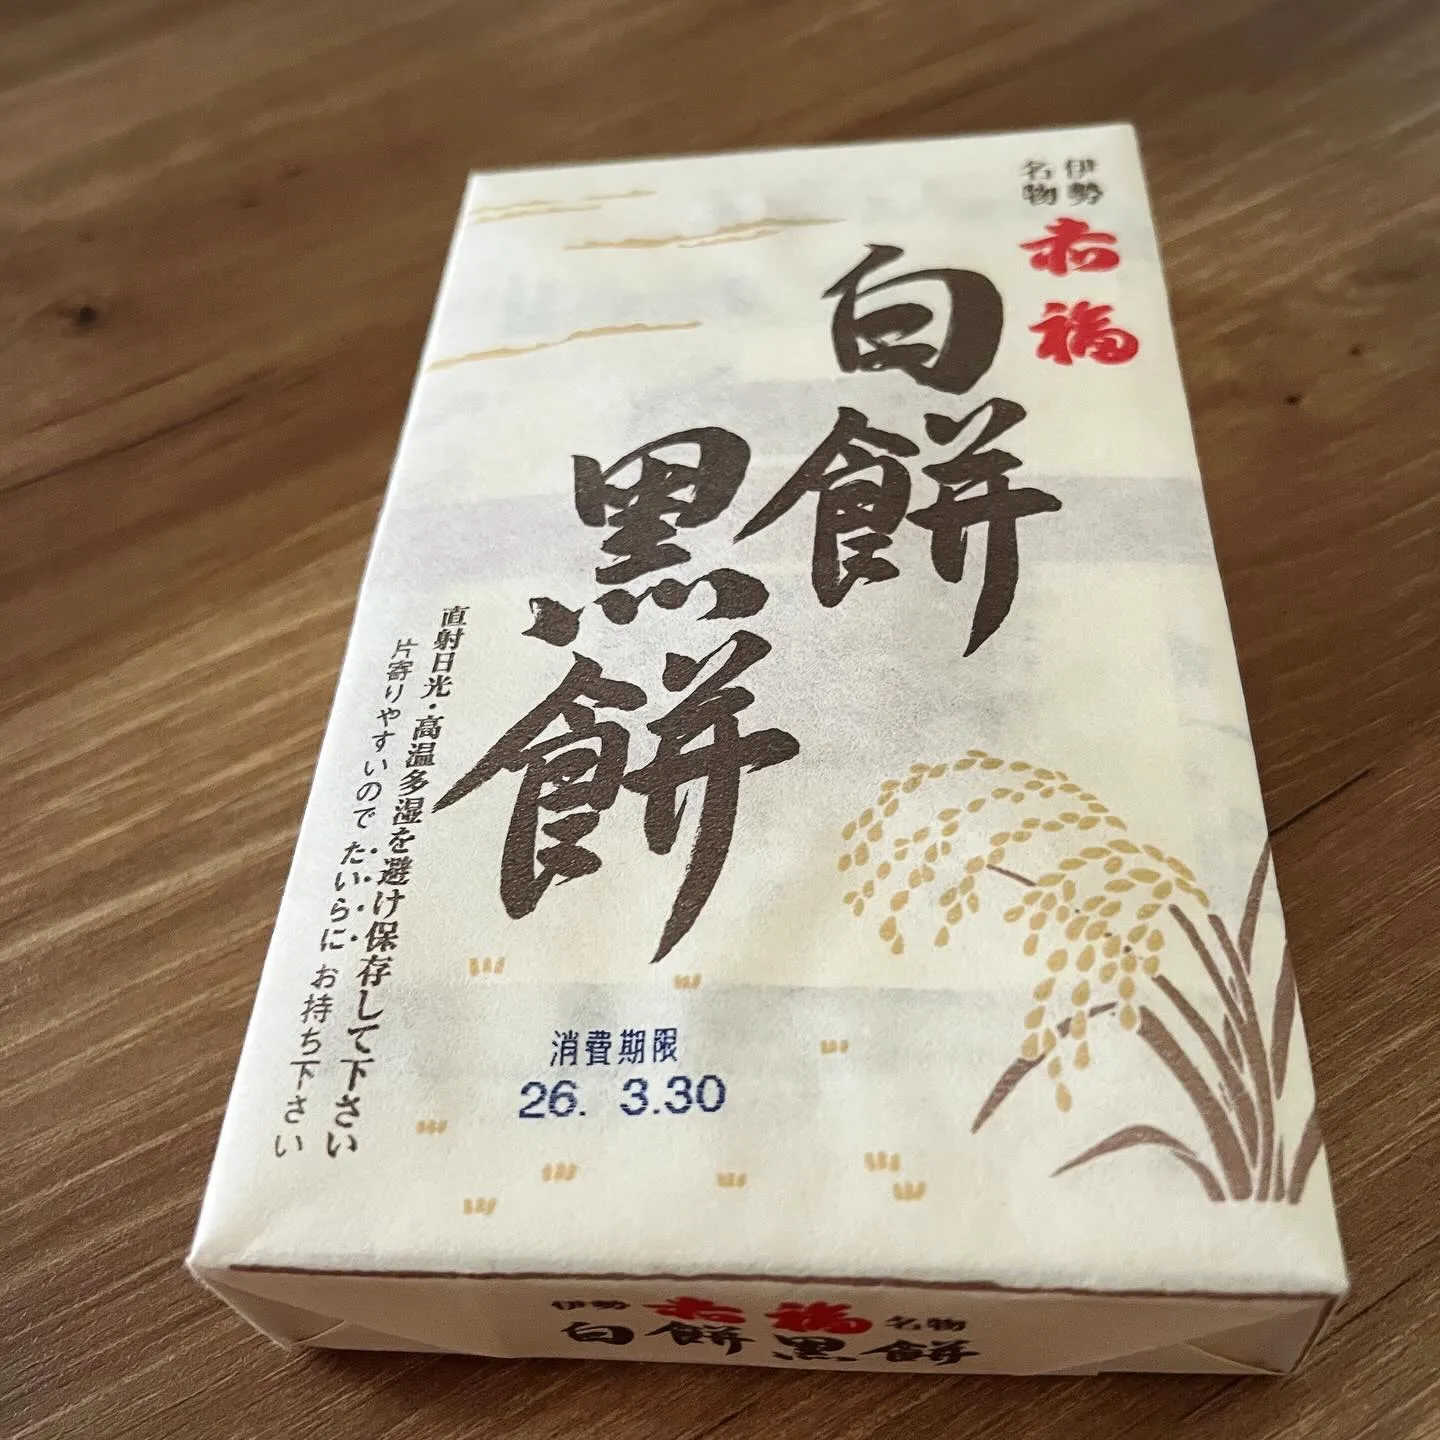 伊勢
名物
赤福
白餅
黒餅
直射日光・高温多湿を避け保存して下さい
片寄りやすいのでたいらにお持ち下さい
消費期限
26. 3.30
伊勢 赤福 名物
白餅黒餅